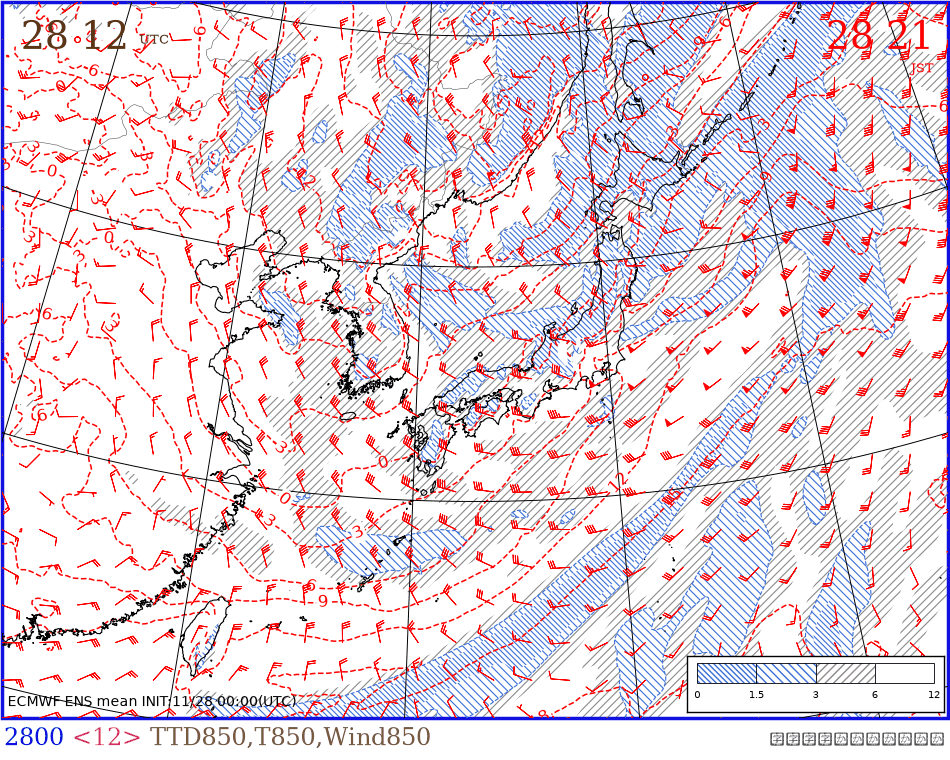 28 12 UTC
28 21
JST
0 1.5 3 6 12
ECMWF ENS mean INIT:11/28 00:00(UTC)
2800 <12> TTD850,T850,Wind850